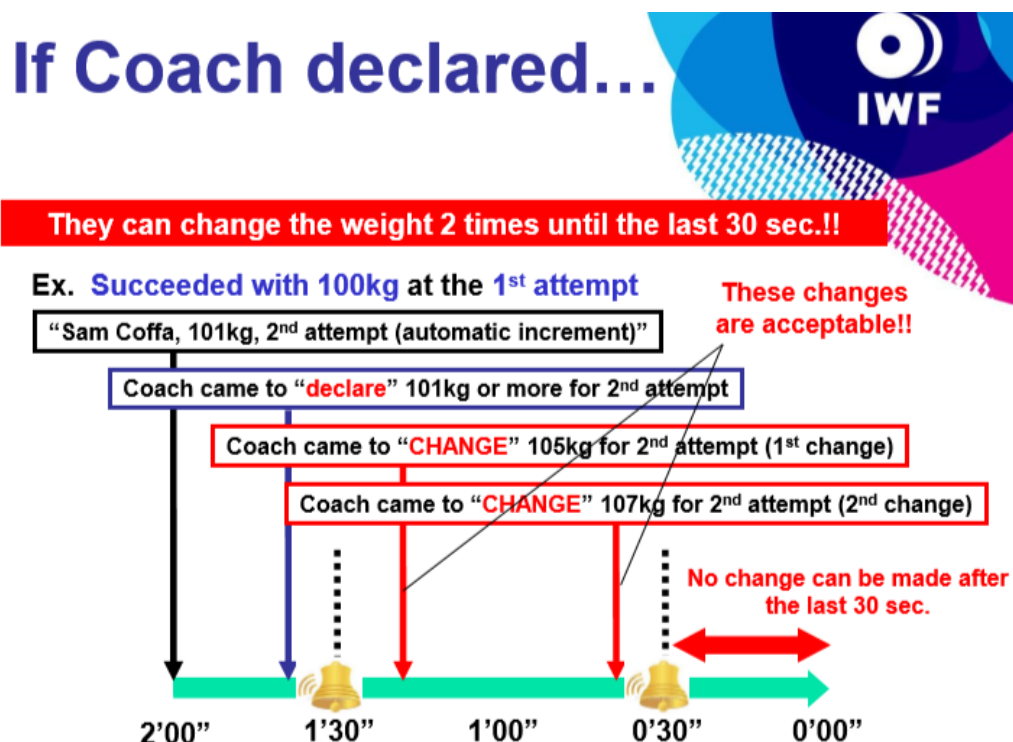 If Coach declared…
IWF
They can change the weight 2 times until the last 30 sec.!!
Ex. Succeeded with 100kg at the 1st attempt
These changes
are acceptable!!
“Sam Coffa, 101kg, 2nd attempt (automatic increment)”
Coach came to “declare” 101kg or more for 2nd attempt
Coach came to “CHANGE” 105kg for 2nd attempt (1st change)
Coach came to “CHANGE” 107kg for 2nd attempt (2nd change)
No change can be made after
the last 30 sec.
2’00” 1’30” 1’00” 0’30” 0’00”